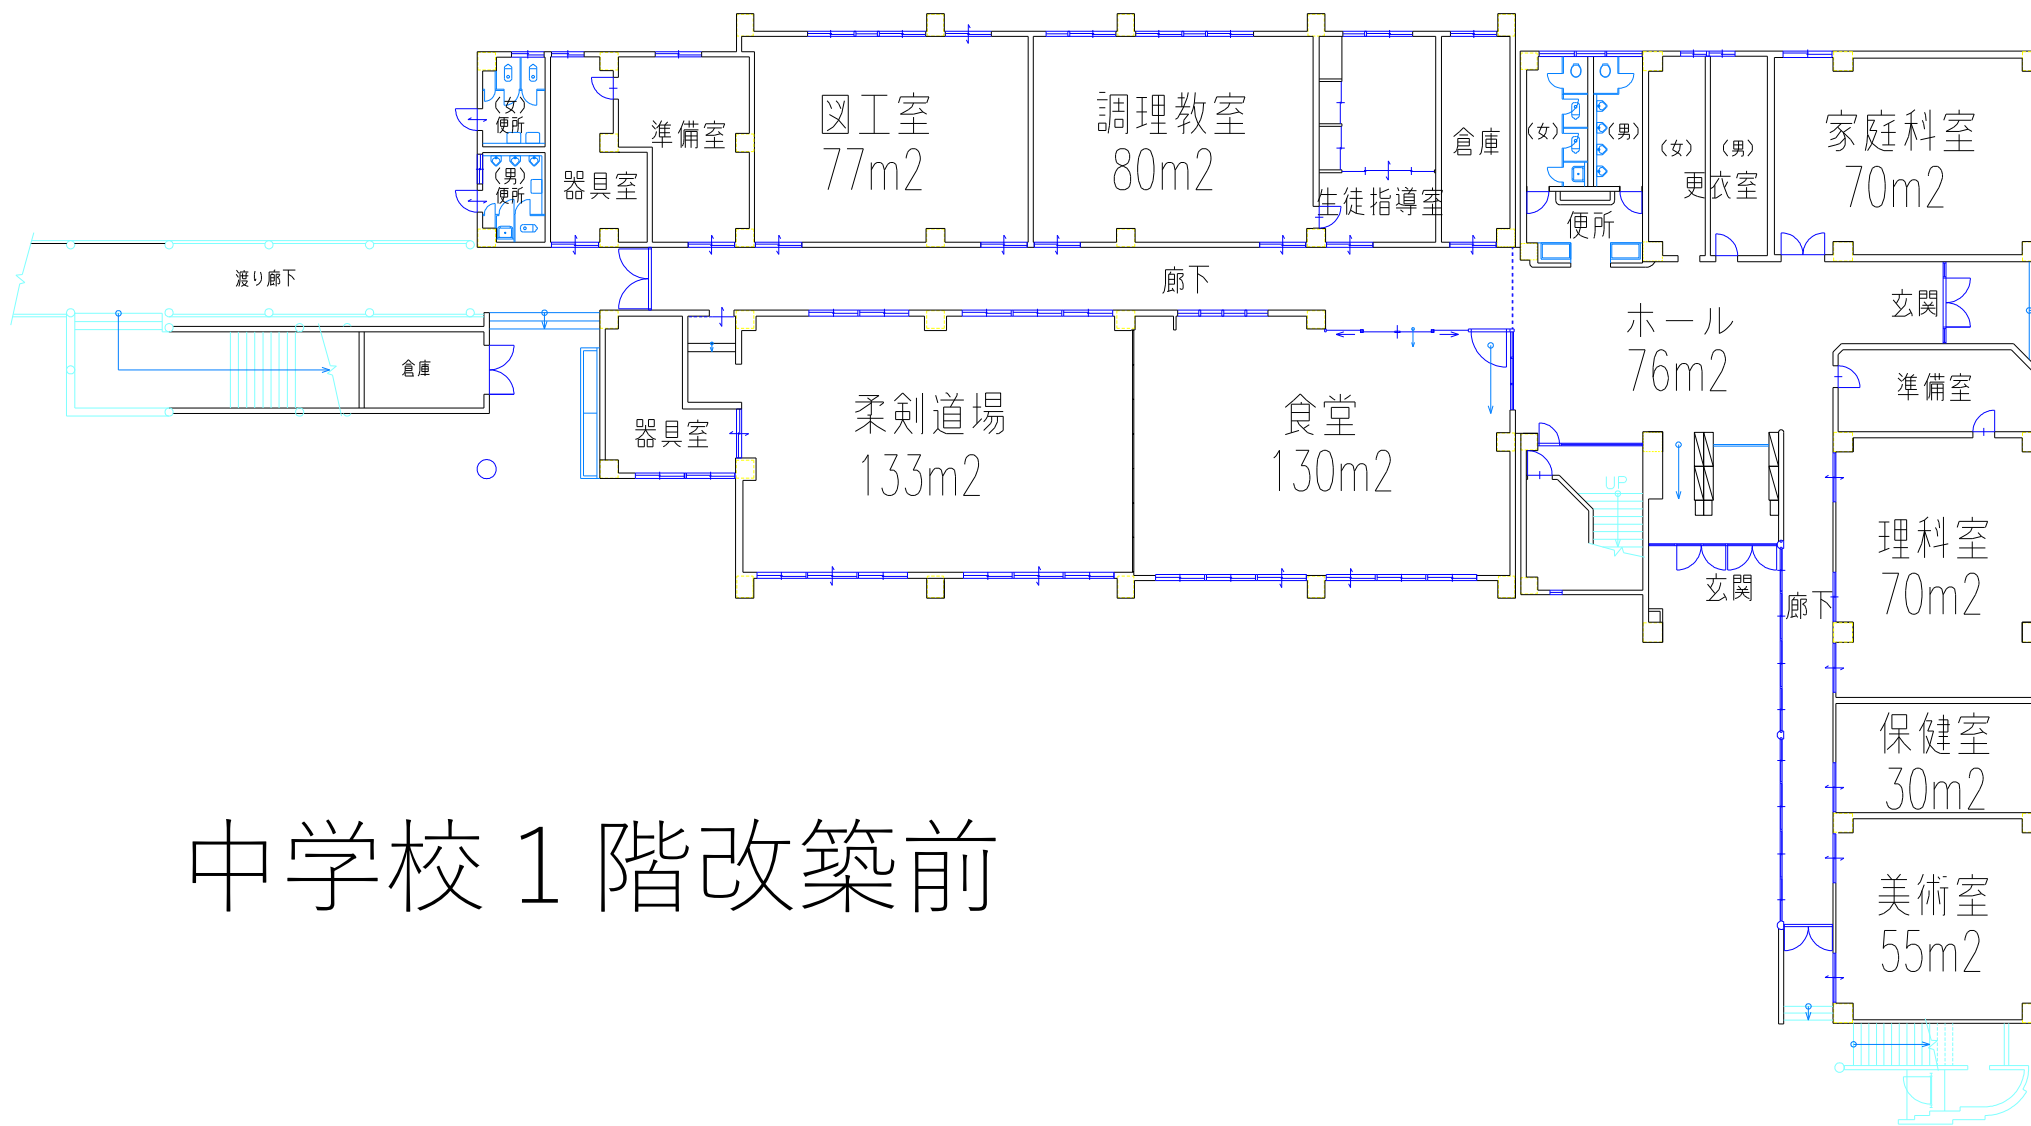 (女)
便所
(男)
便所
器具室
準備室
図工室
77m2
調理教室
80m2
生徒指導室
倉庫
(女)
(男)
便所
(女)
(男)
更衣室
家庭科室
70m2
渡り廊下
廊下
ホール
76m2
玄関
準備室
倉庫
器具室
柔剣道場
133m2
食堂
130m2
UP
玄関
廊下
理科室
70m2
保健室
30m2
美術室
55m2
中学校1階改築前